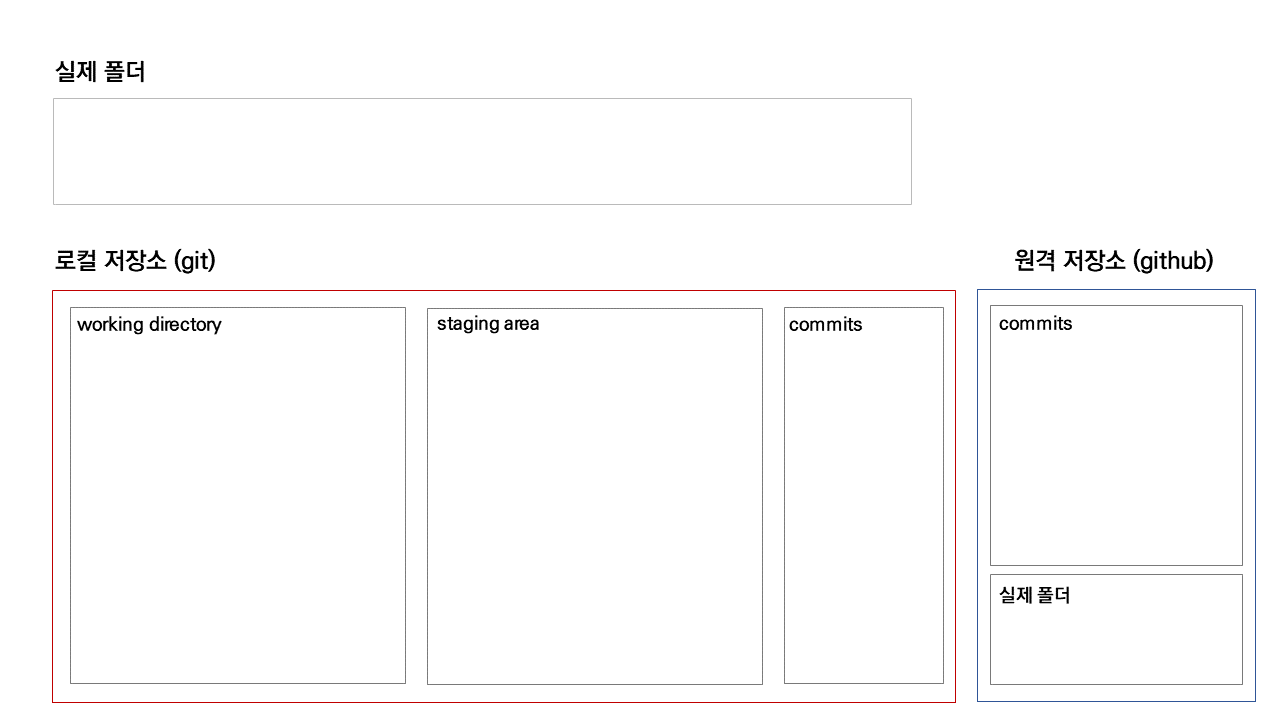 실제 폴더
로컬 저장소 (git)
원격 저장소 (github)
working directory
staging area
commits
commits
실제 폴더